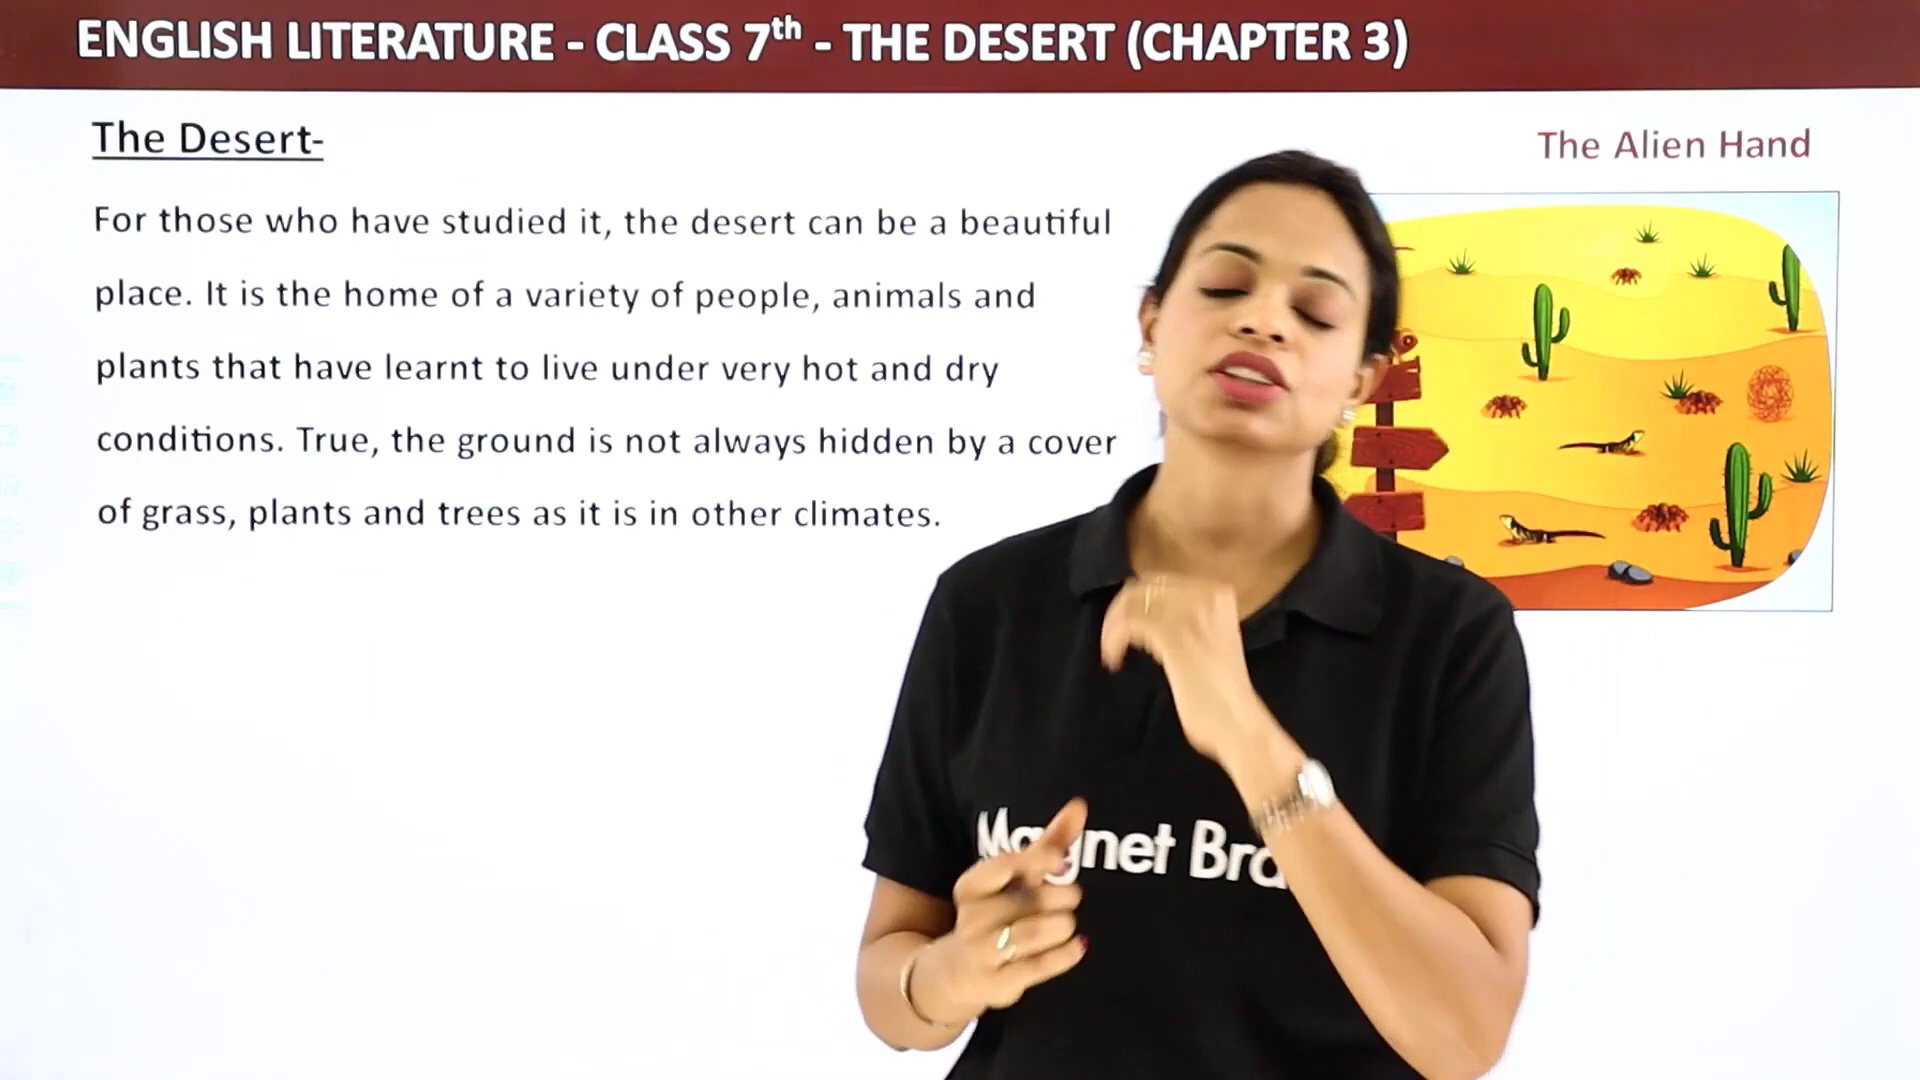 ENGLISH LITERATURE - CLASS 7th - THE DESERT (CHAPTER 3)
The Desert-
The Alien Hand
For those who have studied it, the desert can be a beautiful
place. It is the home of a variety of people, animals and
plants that have learnt to live under very hot and dry
conditions. True, the ground is not always hidden by a cover
of grass, plants and trees as it is in other climates.
Magnet Bra